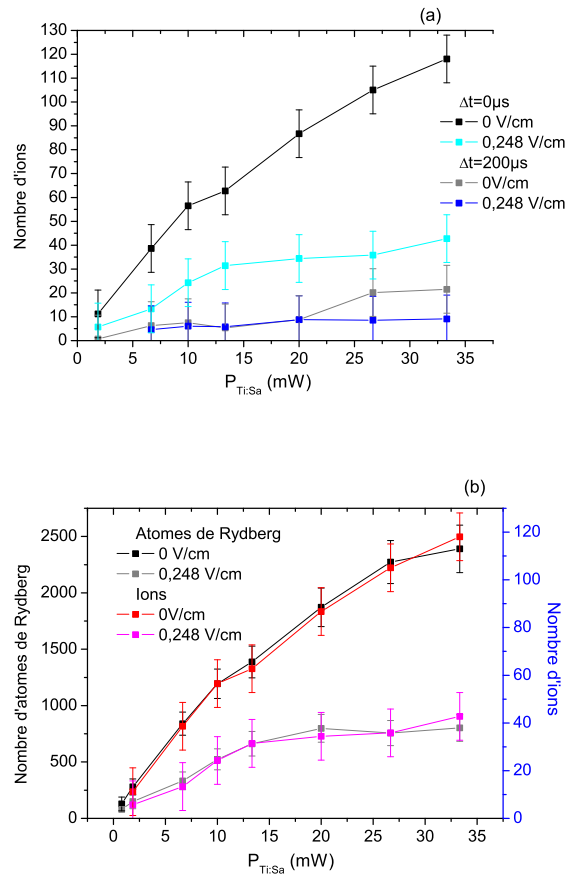 (a)
130
120
110
100
90
80
70
60
50
40
30
20
10
0
Nombre d'ions
Δt=0μs
0 V/cm
0,248 V/cm
Δt=200μs
0V/cm
0,248 V/cm
0 5 10 15 20 25 30 35
P Ti:Sa (mW)
(b)
2500
2000
1500
1000
500
0
Nombre d'atomes de Rydberg
Atomes de Rydberg
0 V/cm
0,248 V/cm
Ions
0V/cm
0,248 V/cm
120
100
80
60
40
20
0
Nombre d'ions
0 5 10 15 20 25 30 35
P Ti:Sa (mW)